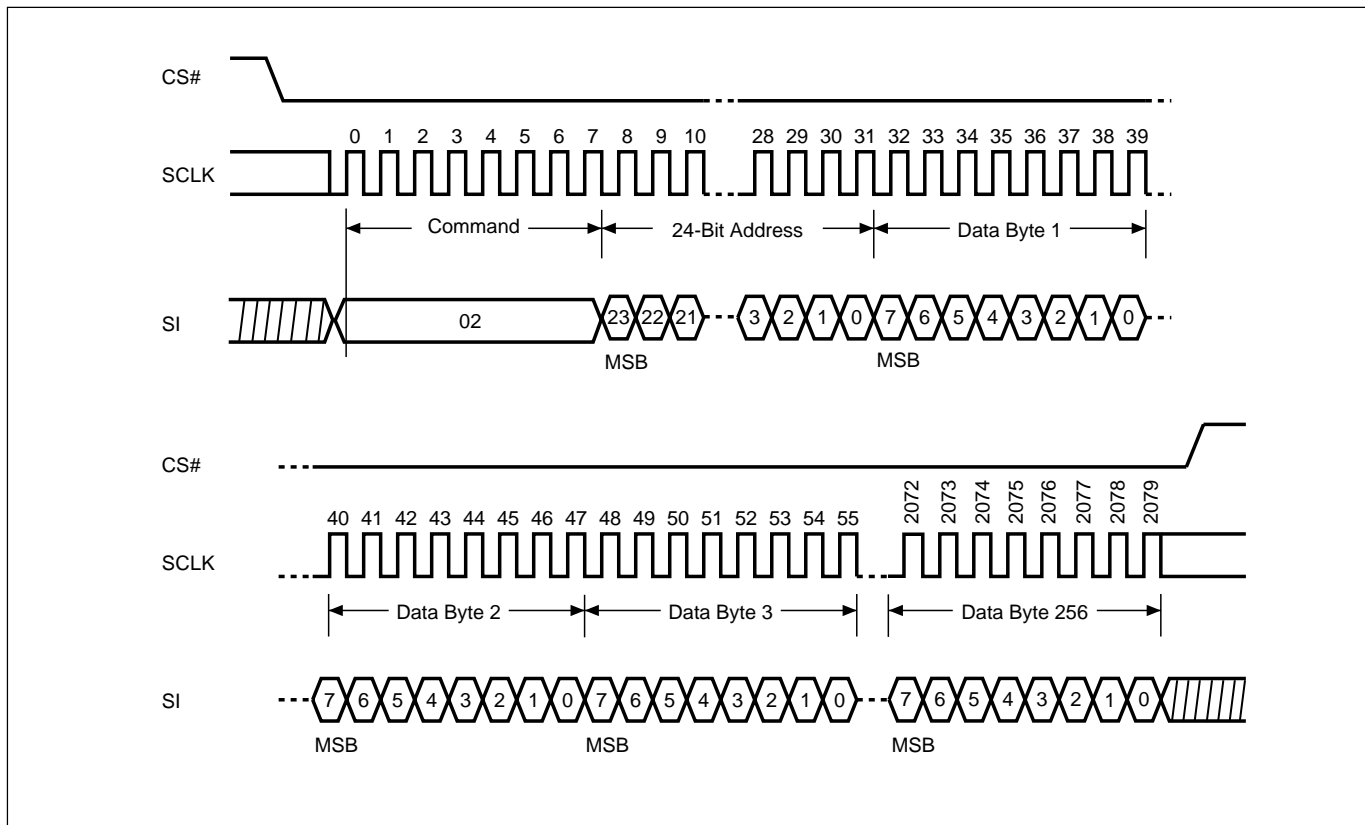 CS#
0 1 2 3 4 5 6 7 8 9 10 28 29 30 31 32 33 34 35 36 37 38 39
SCLK
Command 24-Bit Address Data Byte 1
SI 02 23 22 21 3 2 1 0 7 6 5 4 3 2 1 0
MSB MSB
CS#
40 41 42 43 44 45 46 47 48 49 50 51 52 53 54 55 2072 2073 2074 2075 2076 2077 2078 2079
SCLK
Data Byte 2 Data Byte 3 Data Byte 256
SI 7 6 5 4 3 2 1 0 7 6 5 4 3 2 1 0 7 6 5 4 3 2 1 0
MSB MSB MSB